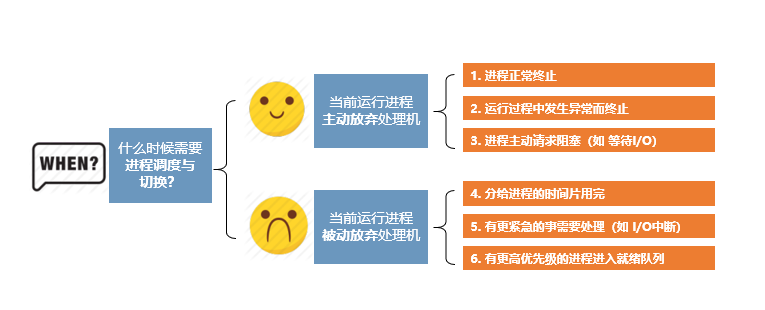 WHEN?
什么时候需要
进程调度与
切换？
当前运行进程
主动放弃处理机
1. 进程正常终止
2. 运行过程中发生异常而终止
3. 进程主动请求阻塞（如 等待I/O）
当前运行进程
被动放弃处理机
4. 分给进程的时间片用完
5. 有更紧急的事需要处理（如 I/O中断）
6. 有更高优先级的进程进入就绪队列